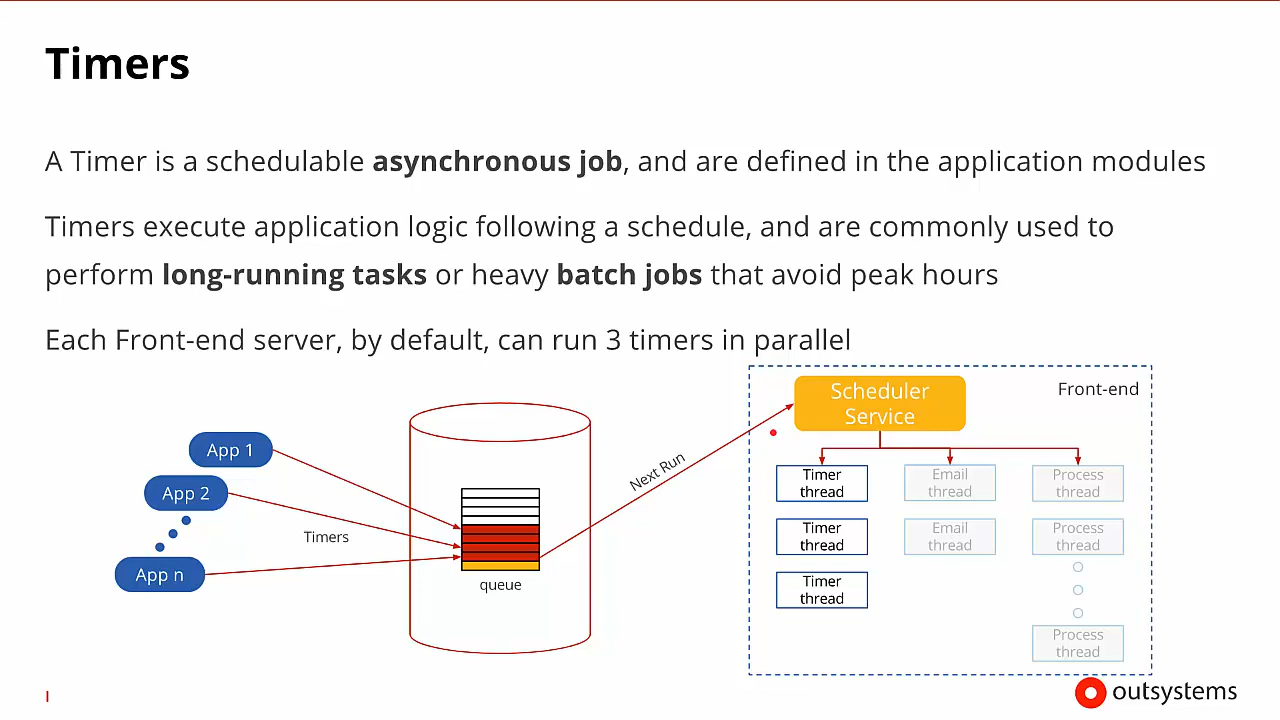 Timers
A Timer is a schedulable asynchronous job, and are defined in the application modules
Timers execute application logic following a schedule, and are commonly used to
perform long-running tasks or heavy batch jobs that avoid peak hours
Each Front-end server, by default, can run 3 timers in parallel
App 1
App 2
App n
Timers
queue
Next Run
Scheduler
Service
Front-end
Timer
thread
Email
thread
Process
thread
Timer
thread
Email
thread
Process
thread
Timer
thread
Process
thread
outsystems